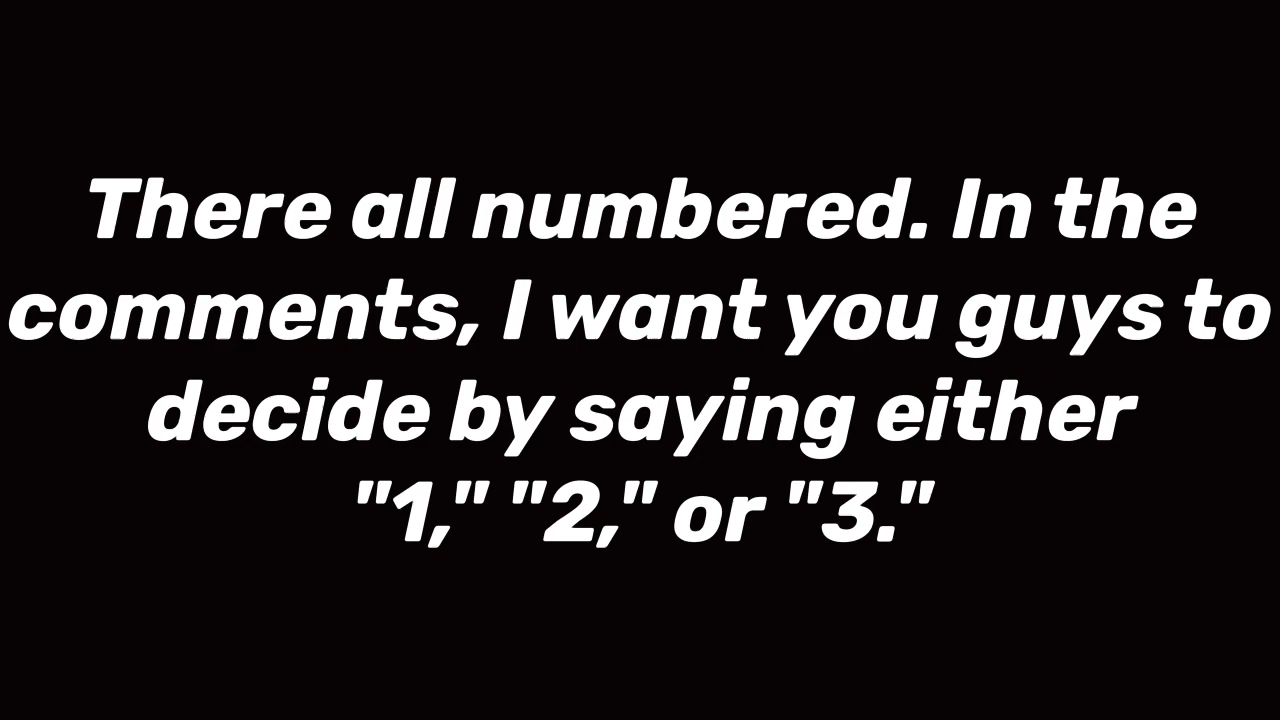 There all numbered. In the
comments, I want you guys to
decide by saying either
"1," "2," or "3."